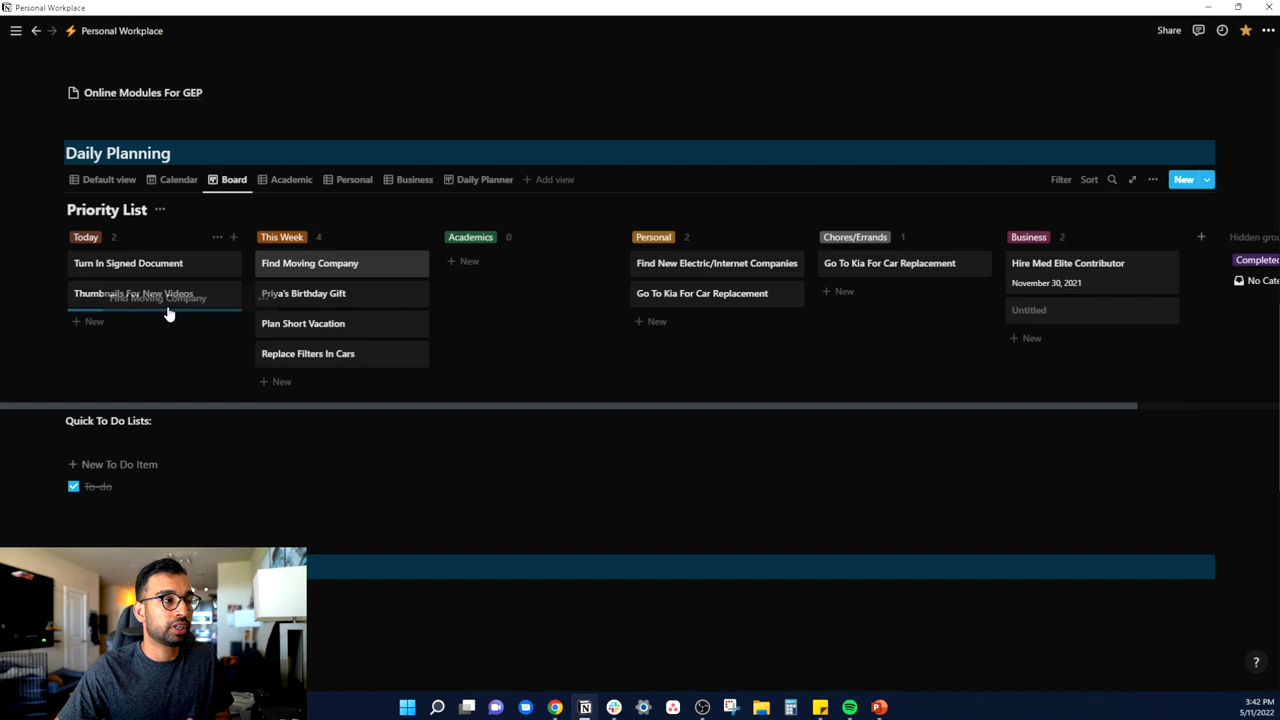 Personal Workplace
Personal Workplace
Share
Online Modules For GEP
Daily Planning
Default view Calendar Board Academic Personal Business Daily Planner + Add view
Filter Sort New
Priority List
Today 2
Turn In Signed Document
Thumbnails For New Videos
Find Moving Company
+ New
This Week 4
Find Moving Company
Priya's Birthday Gift
Plan Short Vacation
Replace Filters In Cars
+ New
Academics 0
+ New
Personal 2
Find New Electric/Internet Companies
Go To Kia For Car Replacement
+ New
Chores/Errands 1
Go To Kia For Car Replacement
+ New
Business 2
Hire Med Elite Contributor
November 30, 2021
Untitled
+ New
Hidden gro
Completed
No Cate
Quick To Do Lists:
+ New To Do Item
To-do
?
3:42 PM
5/11/2022